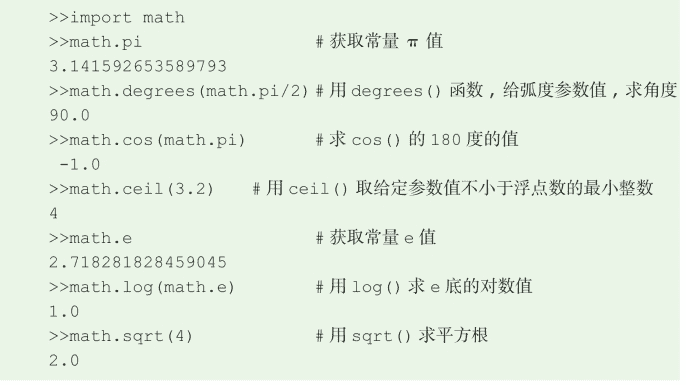 >>import math
>>math.pi #获取常量 π 值
3.141592653589793
>>math.degrees(math.pi/2)#用 degrees()函数,给弧度参数值,求角度
90.0
>>math.cos(math.pi) #求 cos()的 180 度的值
-1.0
>>math.ceil(3.2) #用 ceil()取给定参数值不小于浮点数的最小整数
4
>>math.e #获取常量 e 值
2.718281828459045
>>math.log(math.e) #用 log()求 e 底的对数值
1.0
>>math.sqrt(4) #用 sqrt()求平方根
2.0